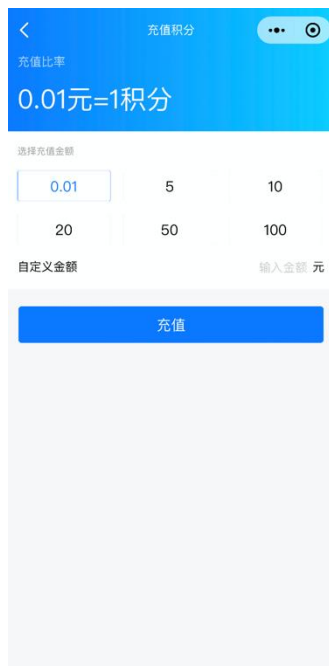 充值积分
充值比率
0.01元=1积分
选择充值金额
0.01 5 10
20 50 100
自定义金额 输入金额 元
充值